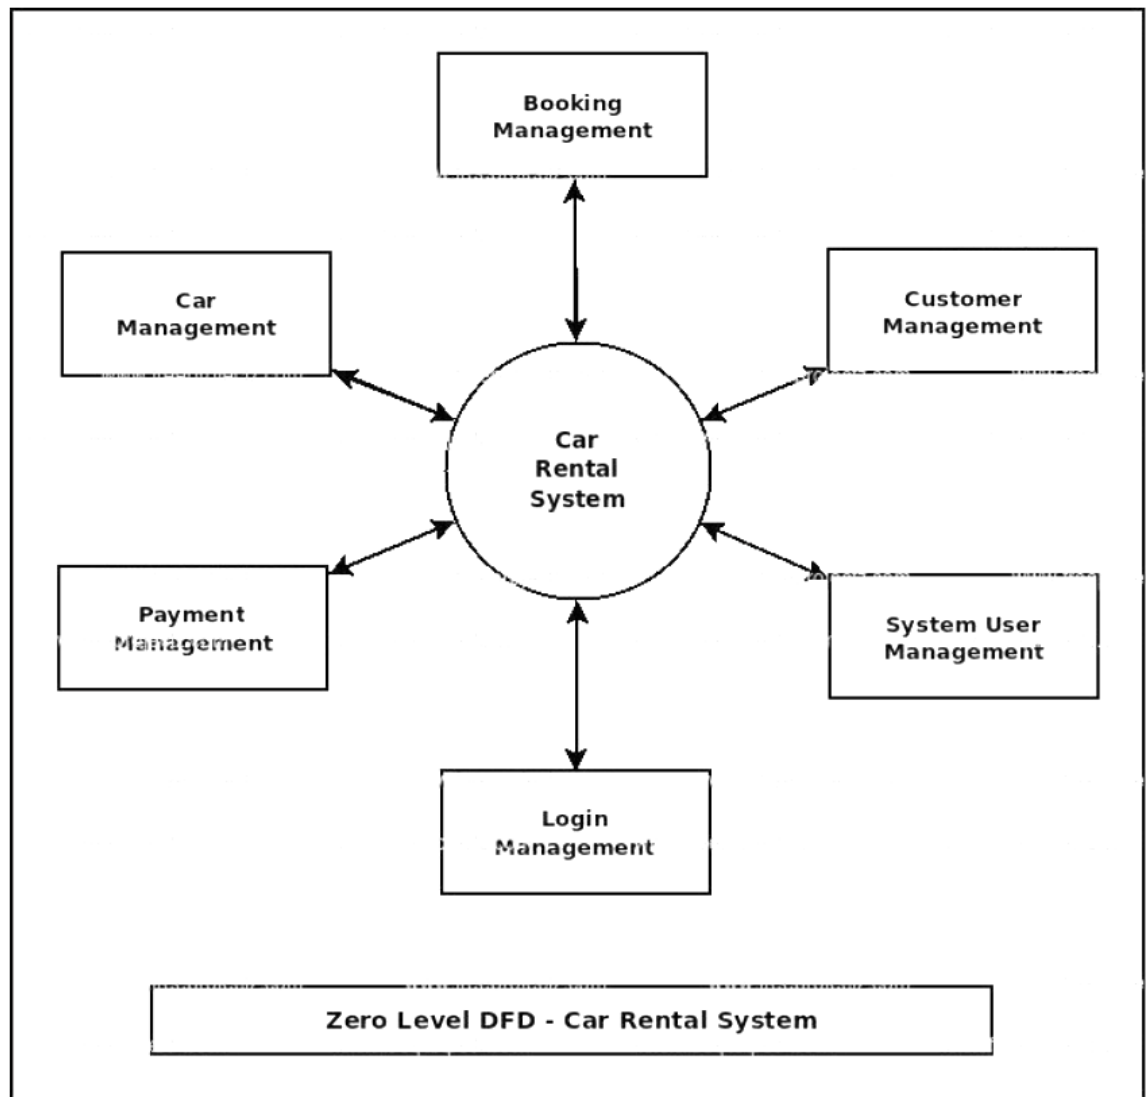 Booking
Management
Car
Management
Customer
Management
Car
Rental
System
Payment
Management
System User
Management
Login
Management
Zero Level DFD - Car Rental System